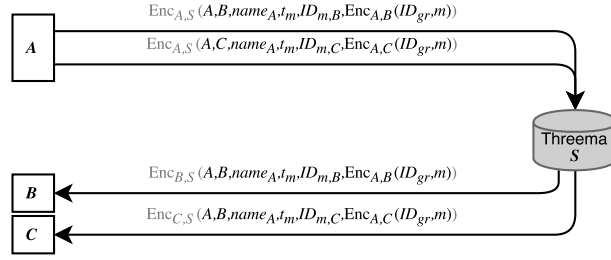 Enc_{A,S}(A,B,name_A,t_m,ID_{m,B},Enc_{A,B}(ID_{gr},m))
A
Enc_{A,S}(A,C,name_A,t_m,ID_{m,C},Enc_{A,C}(ID_{gr},m))
Threema
S
Enc_{B,S}(A,B,name_A,t_m,ID_{m,B},Enc_{A,B}(ID_{gr},m))
B
Enc_{C,S}(A,B,name_A,t_m,ID_{m,C},Enc_{A,C}(ID_{gr},m))
C